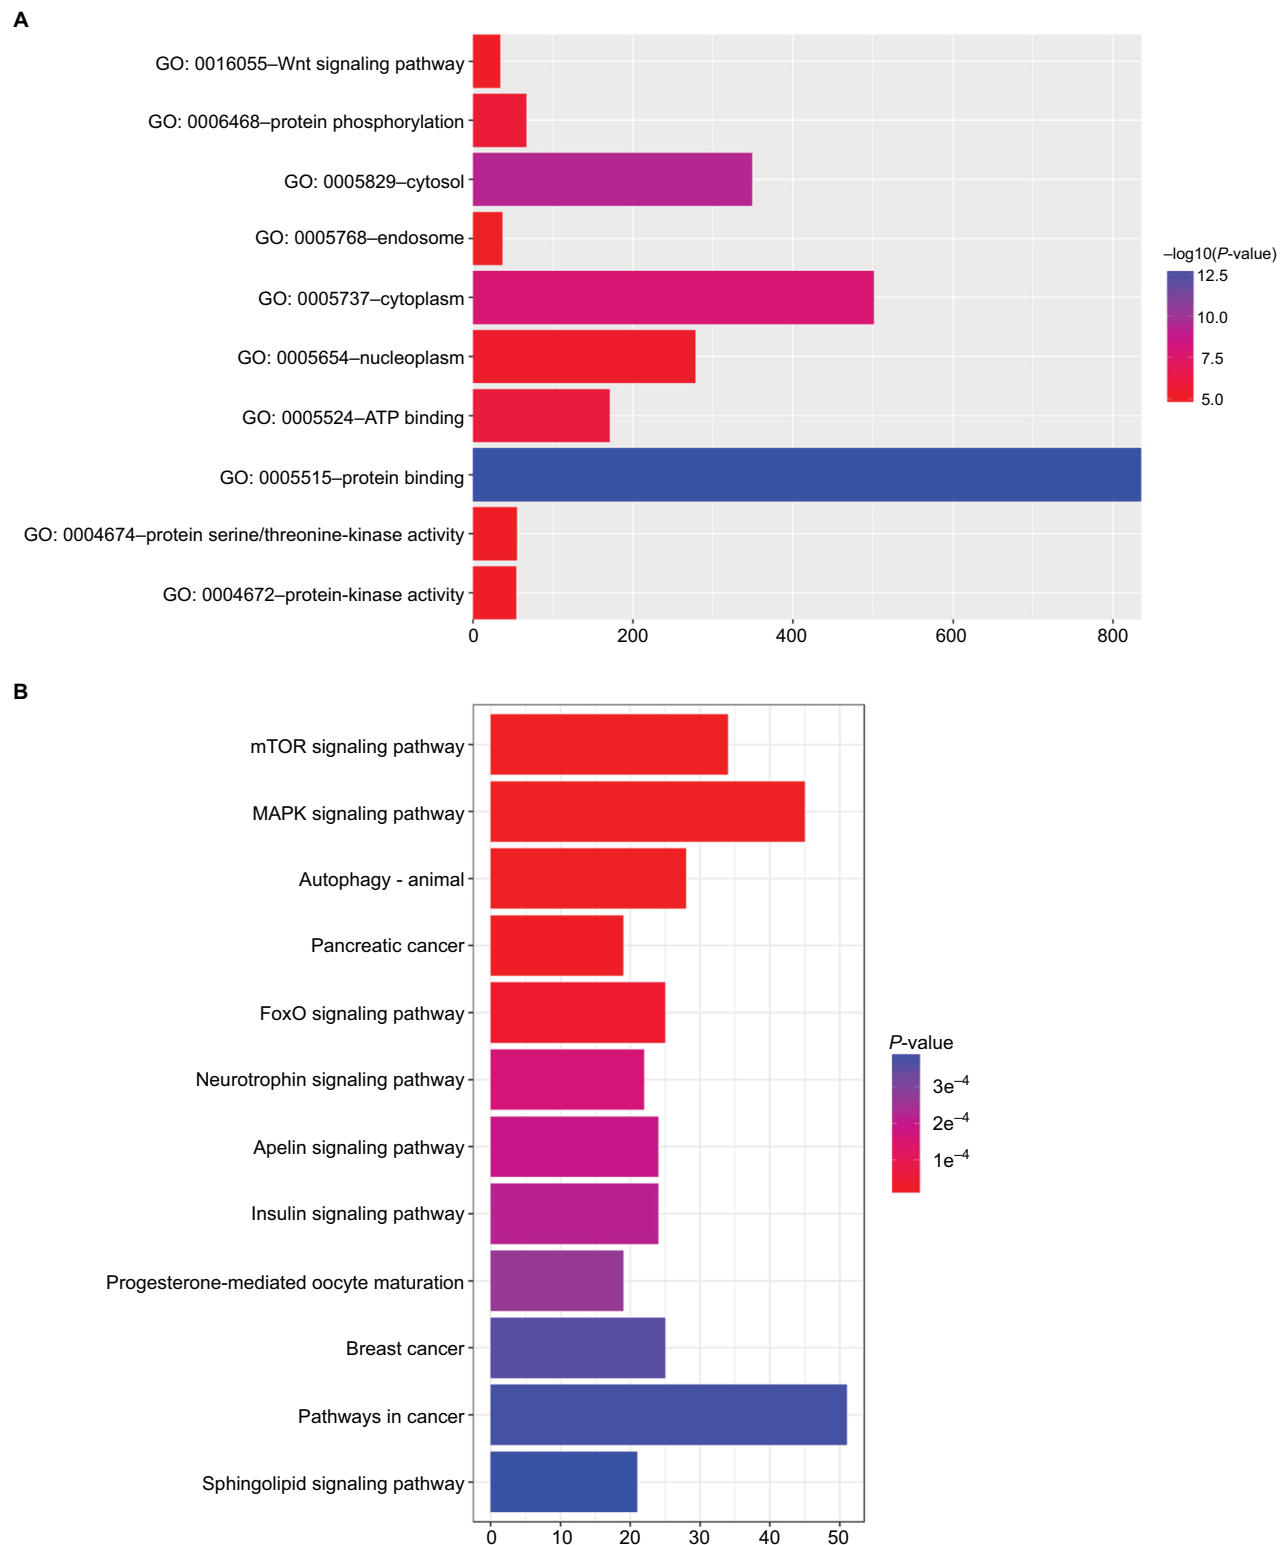 A
GO: 0016055–Wnt signaling pathway
GO: 0006468–protein phosphorylation
GO: 0005829–cytosol
GO: 0005768–endosome
GO: 0005737–cytoplasm
GO: 0005654–nucleoplasm
GO: 0005524–ATP binding
GO: 0005515–protein binding
GO: 0004674–protein serine/threonine-kinase activity
GO: 0004672–protein-kinase activity
0 200 400 600 800
–log10(P-value)
12.5
10.0
7.5
5.0
B
mTOR signaling pathway
MAPK signaling pathway
Autophagy - animal
Pancreatic cancer
FoxO signaling pathway
Neurotrophin signaling pathway
Apelin signaling pathway
Insulin signaling pathway
Progesterone-mediated oocyte maturation
Breast cancer
Pathways in cancer
Sphingolipid signaling pathway
0 10 20 30 40 50
P-value
3e–4
2e–4
1e–4